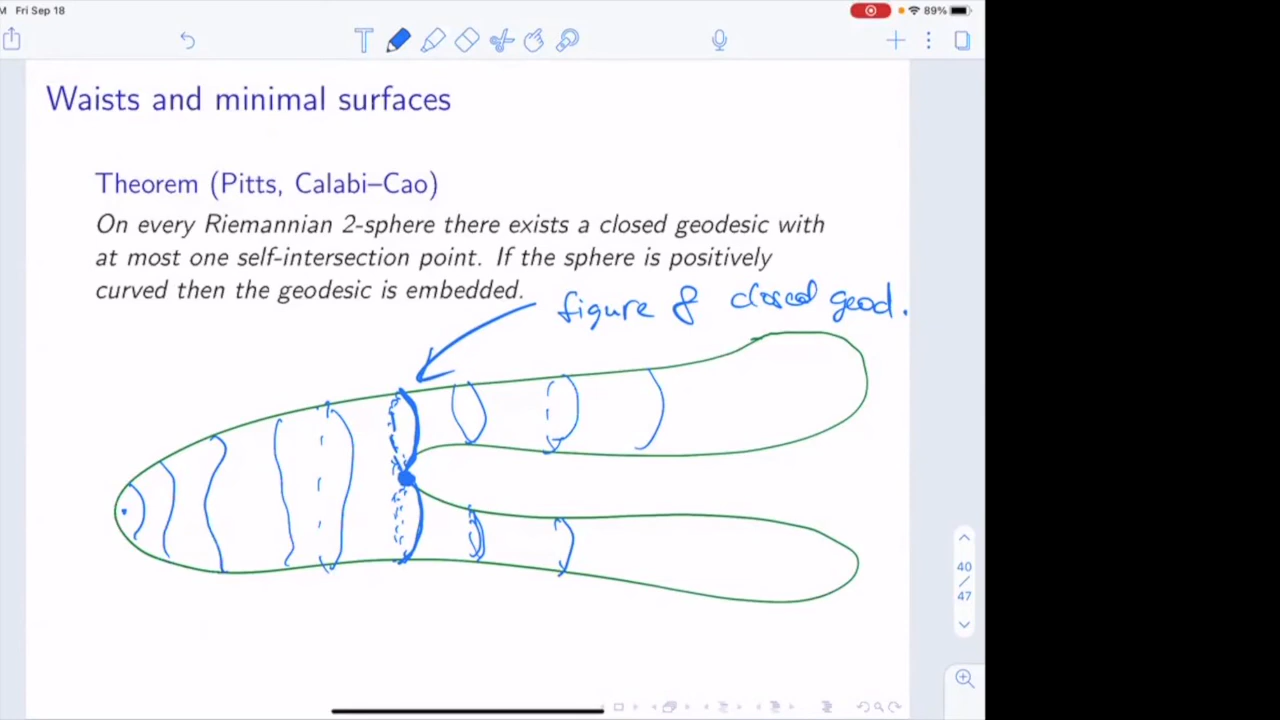 Fri Sep 18
89%
Waists and minimal surfaces
Theorem (Pitts, Calabi–Cao)
On every Riemannian 2-sphere there exists a closed geodesic with
at most one self-intersection point. If the sphere is positively
curved then the geodesic is embedded.
figure 8 closed geod.
40
/
47